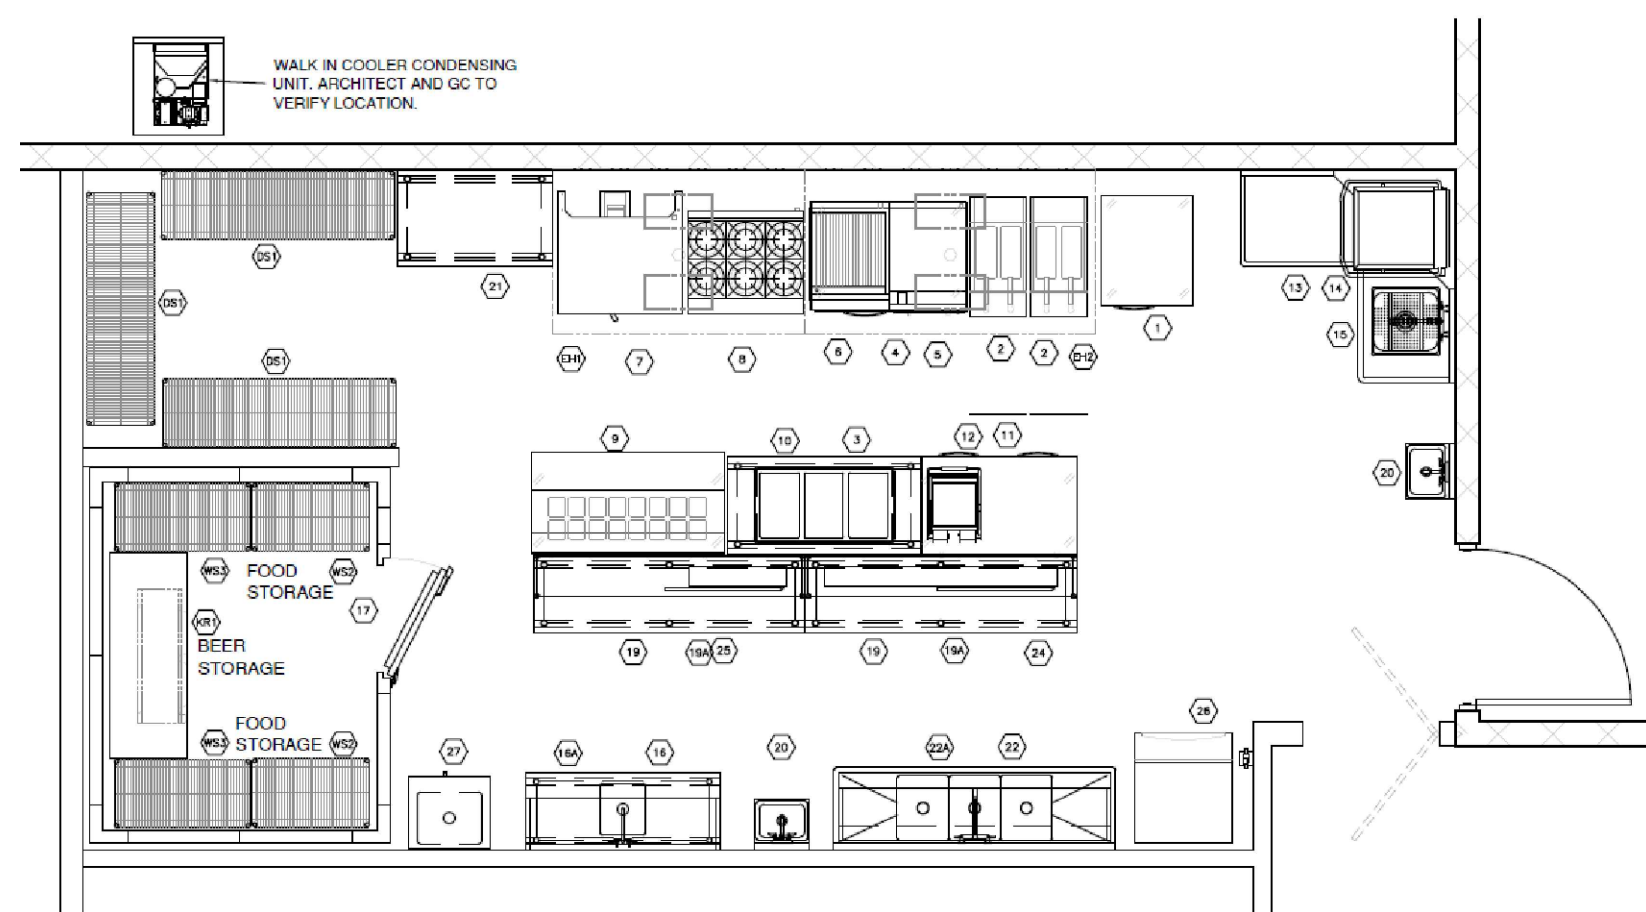 WALK IN COOLER CONDENSING
UNIT. ARCHITECT AND GC TO
VERIFY LOCATION.
DS1
21
13
14
DS1
1
15
EH1
7
8
6
4
5
2
2
EH2
DS1
9
10
3
12
11
20
WS3
FOOD
STORAGE
WS2
17
KR1
BEER
STORAGE
19
19A
25
19
19A
24
FOOD
STORAGE
WS3
WS2
27
16A
16
20
22A
22
26